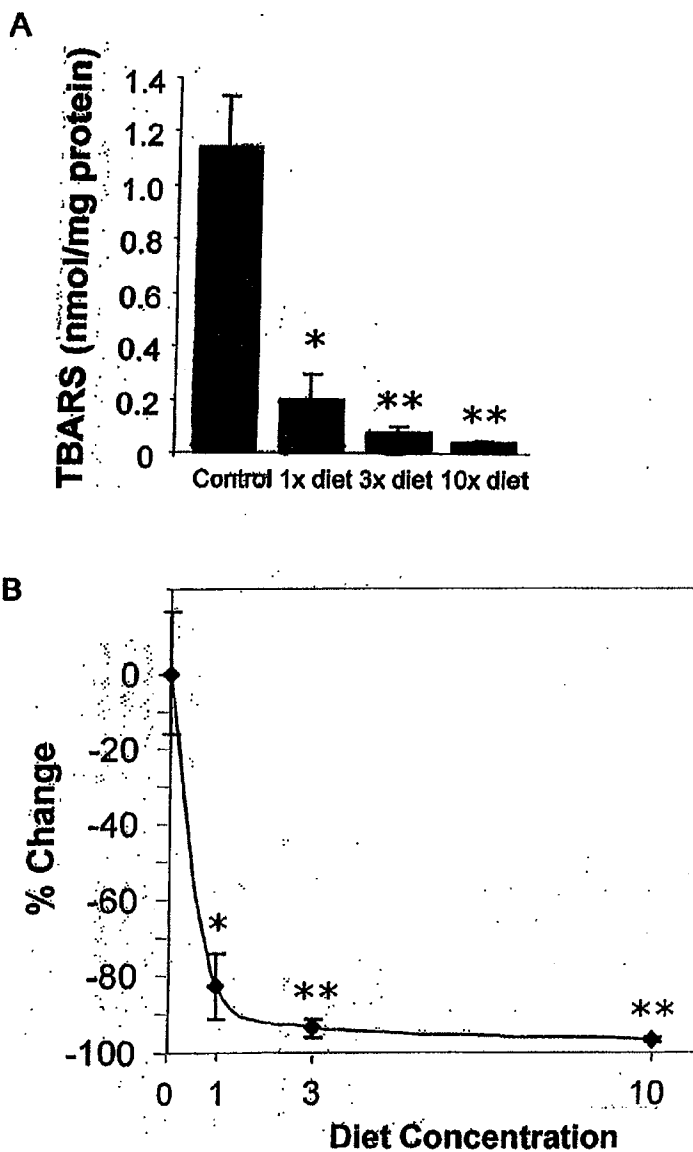 A
TBARS (nmol/mg protein)
1.4
1.2
1.0
0.8
0.6
0.4
0.2
0
*
**
**
Control 1x diet 3x diet 10x diet
B
% Change
0
-20
-40
-60
-80
-100
*
**
**
0 1 3 10
Diet Concentration